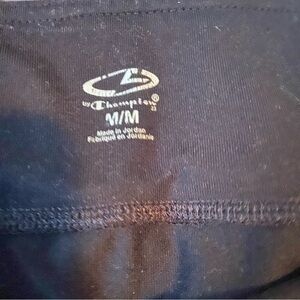 by Champion®
M/M
Made in Jordan
Fabriqué en Jordanie